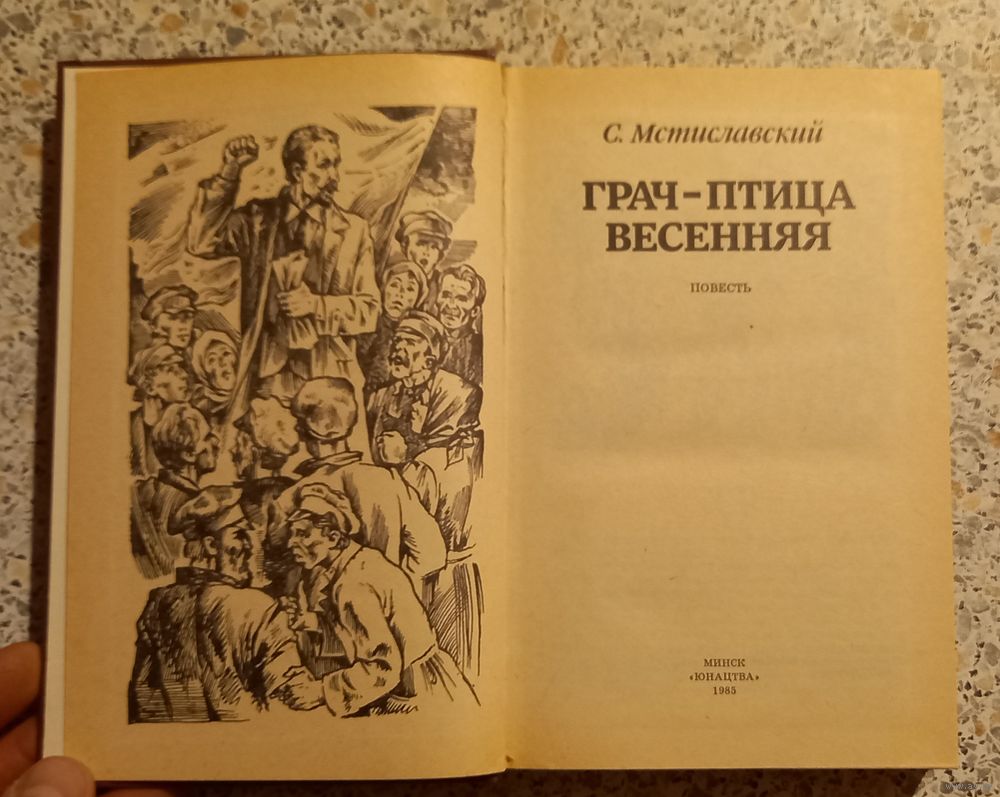 С. Мстиславский
ГРАЧ-ПТИЦА
ВЕСЕННЯЯ
ПОВЕСТЬ
МИНСК
«ЮНАЦТВА»
1985